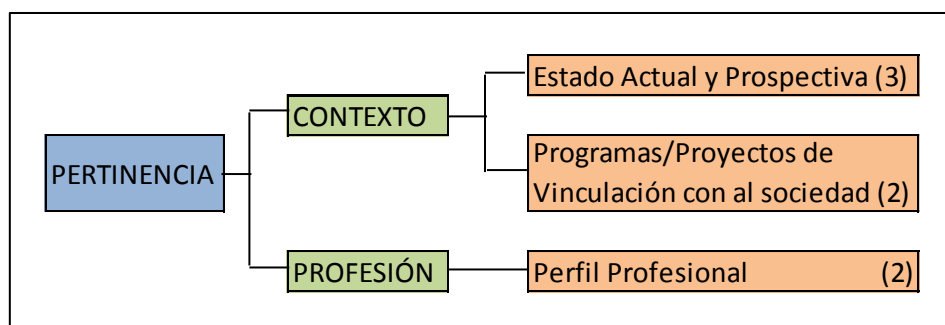 PERTINENCIA
CONTEXTO
Estado Actual y Prospectiva (3)
Programas/Proyectos de
Vinculación con al sociedad (2)
PROFESIÓN
Perfil Profesional (2)